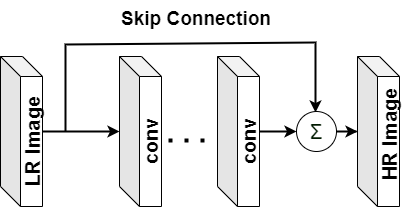 Skip Connection
LR Image
conv
. . .
conv
Σ
HR Image